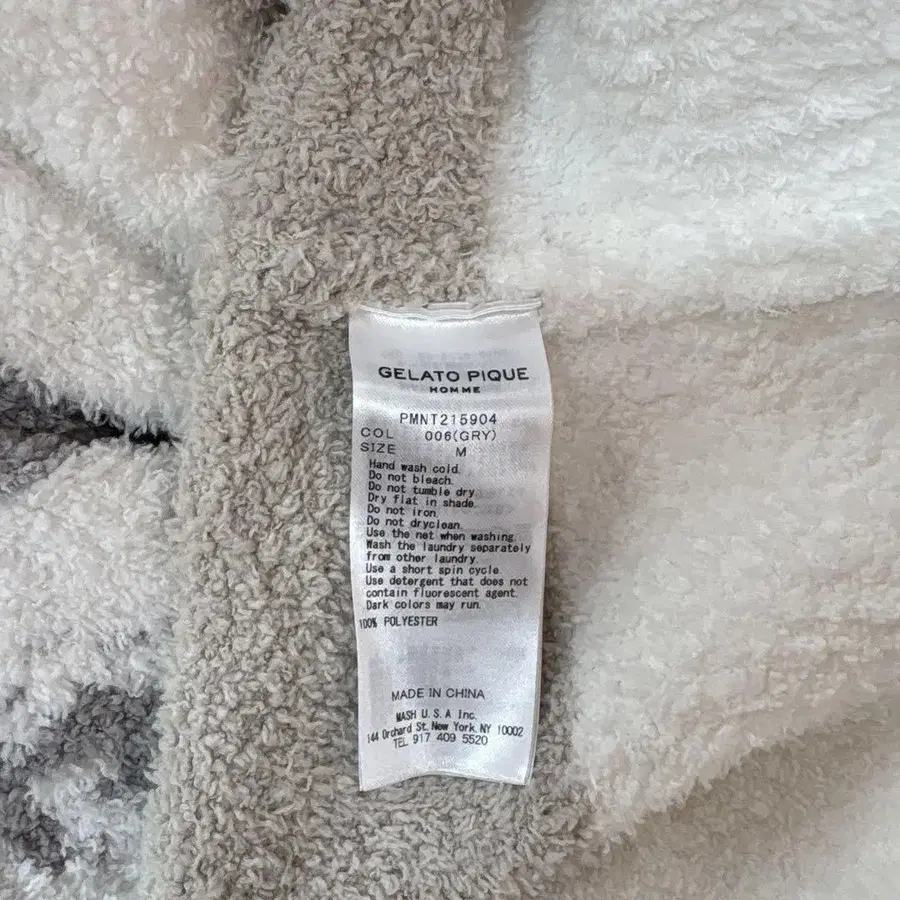 GELATO PIQUE
HOMME
PMNT215904
COL 006(GRY)
SIZE M
Hand wash cold.
Do not bleach.
Do not tumble dry
Dry flat in shade.
Do not iron.
Do not dryclean.
Use the net when washing.
Wash the laundry separately
from other laundry.
Use a short spin cycle
Use detergent that does not
contain fluorescent agent.
Dark colors may run.
100% POLYESTER
MADE IN CHINA
MASH U.S.A Inc.
144 Orchard St. New York. NY 10002
TEL 917 409 5520